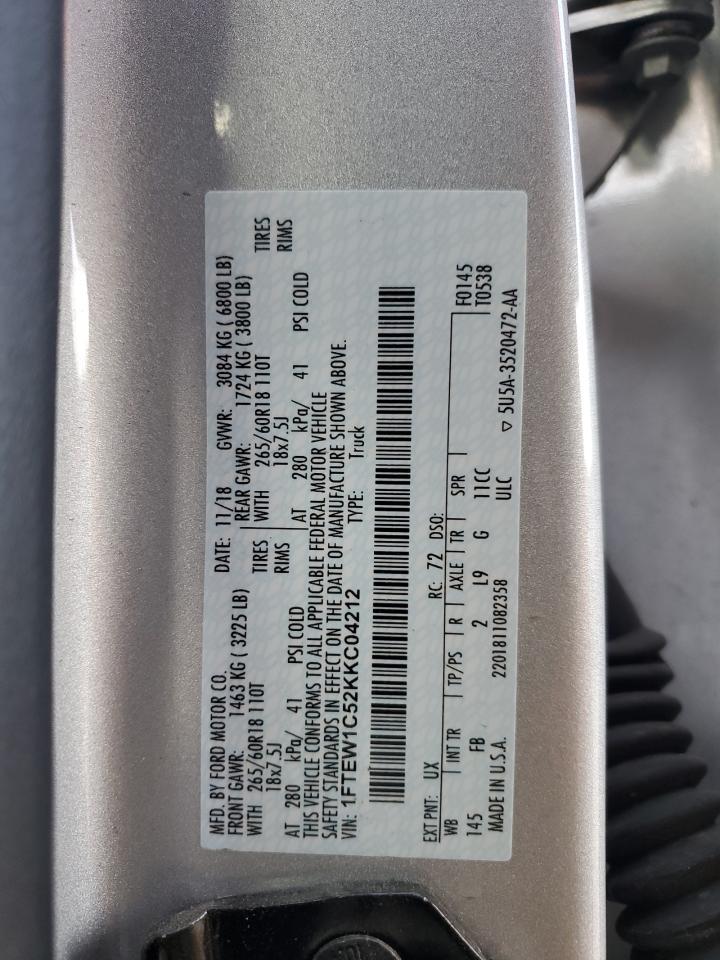 MFD. BY FORD MOTOR CO.
DATE: 11/18 GVWR: 3084 KG ( 6800 LB)
FRONT GAWR: 1463 KG ( 3225 LB) REAR GAWR: 1724 KG ( 3800 LB)
WITH 265/60R18 110T TIRES WITH 265/60R18 110T TIRES
18x7.5J RIMS 18x7.5J RIMS
AT 280 kPa/ 41 PSI COLD AT 280 kPa/ 41 PSI COLD
THIS VEHICLE CONFORMS TO ALL APPLICABLE FEDERAL MOTOR VEHICLE
SAFETY STANDARDS IN EFFECT ON THE DATE OF MANUFACTURE SHOWN ABOVE.
VIN: 1FTEW1C52KKC04212 TYPE: Truck
EXT PNT: UX RC: 72 DSO: F0145
WB INT TR TP/PS R AXLE TR SPR T0538
145 FB 2 L9 G 11CC
MADE IN U.S.A. 2201811082358 ULC ▽ 5U5A-3520472-AA